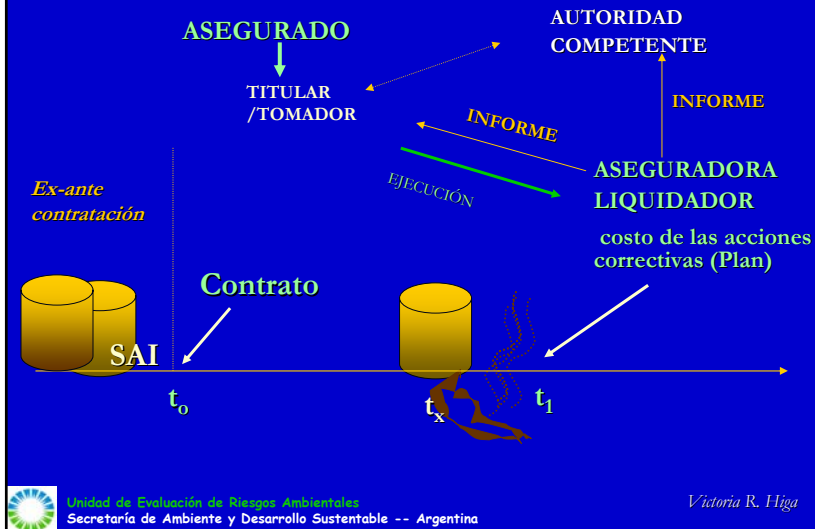 ASEGURADO
AUTORIDAD
COMPETENTE
TITULAR
/TOMADOR
INFORME
INFORME
EJECUCIÓN
ASEGURADORA
LIQUIDADOR
Ex-ante
contratación
costo de las acciones
correctivas (Plan)
Contrato
SAI
to
tx
t1
Unidad de Evaluación de Riesgos Ambientales
Secretaría de Ambiente y Desarrollo Sustentable -- Argentina
Victoria R. Higa